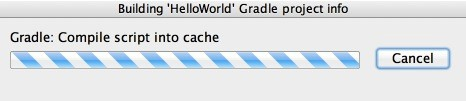 Building 'HelloWorld' Gradle project info
Gradle: Compile script into cache
Cancel